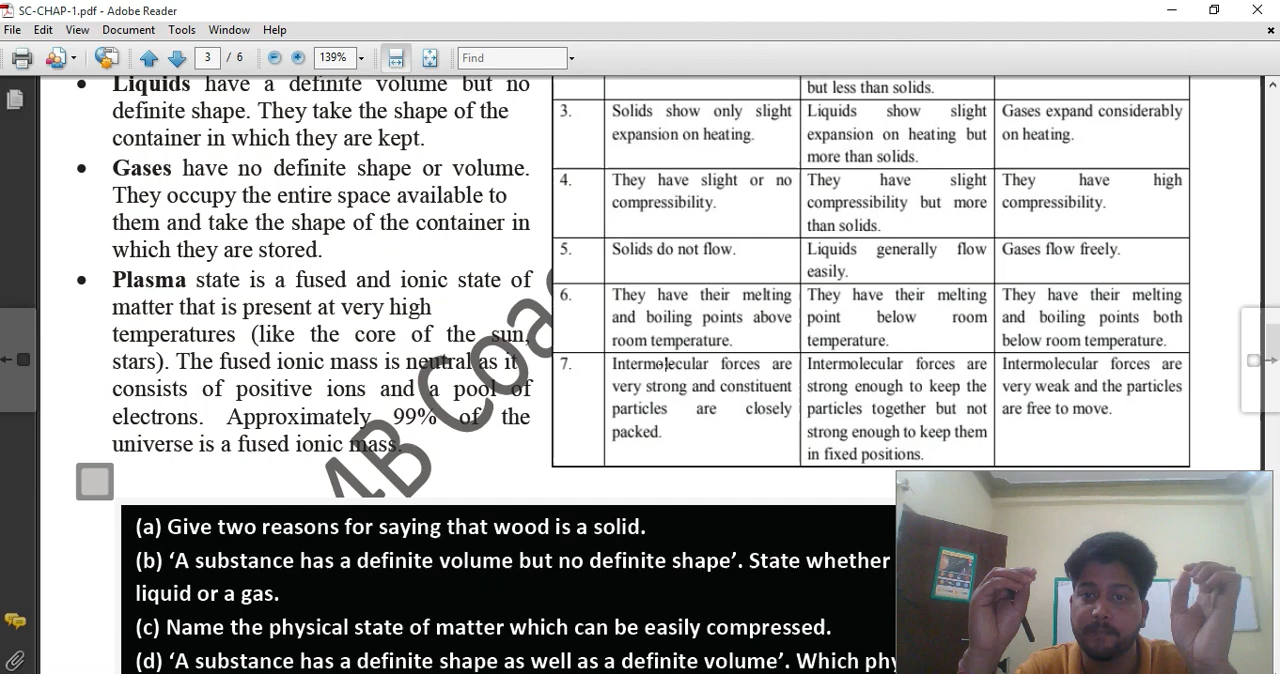 SC-CHAP-1.pdf - Adobe Reader
File Edit View Document Tools Window Help
3 / 6 139% Find
Liquids have a definite volume but no
definite shape. They take the shape of the
container in which they are kept.
Gases have no definite shape or volume.
They occupy the entire space available to
them and take the shape of the container in
which they are stored.
Plasma state is a fused and ionic state of
matter that is present at very high
temperatures (like the core of the sun,
stars). The fused ionic mass is neutral as it
consists of positive ions and a pool of
electrons. Approximately 99% of the
universe is a fused ionic mass.
but less than solids.
3.
Solids show only slight
expansion on heating.
Liquids show slight
expansion on heating but
more than solids.
Gases expand considerably
on heating.
4.
They have slight or no
compressibility.
They have slight
compressibility but more
than solids.
They have high
compressibility.
5.
Solids do not flow.
Liquids generally flow
easily.
Gases flow freely.
6.
They have their melting
and boiling points above
room temperature.
They have their melting
point below room
temperature.
They have their melting
and boiling points both
below room temperature.
7.
Intermolecular forces are
very strong and constituent
particles are closely
packed.
Intermolecular forces are
strong enough to keep the
particles together but not
strong enough to keep them
in fixed positions.
Intermolecular forces are
very weak and the particles
are free to move.
(a) Give two reasons for saying that wood is a solid.
(b) ‘A substance has a definite volume but no definite shape’. State whether
liquid or a gas.
(c) Name the physical state of matter which can be easily compressed.
(d) ‘A substance has a definite shape as well as a definite volume’. Which